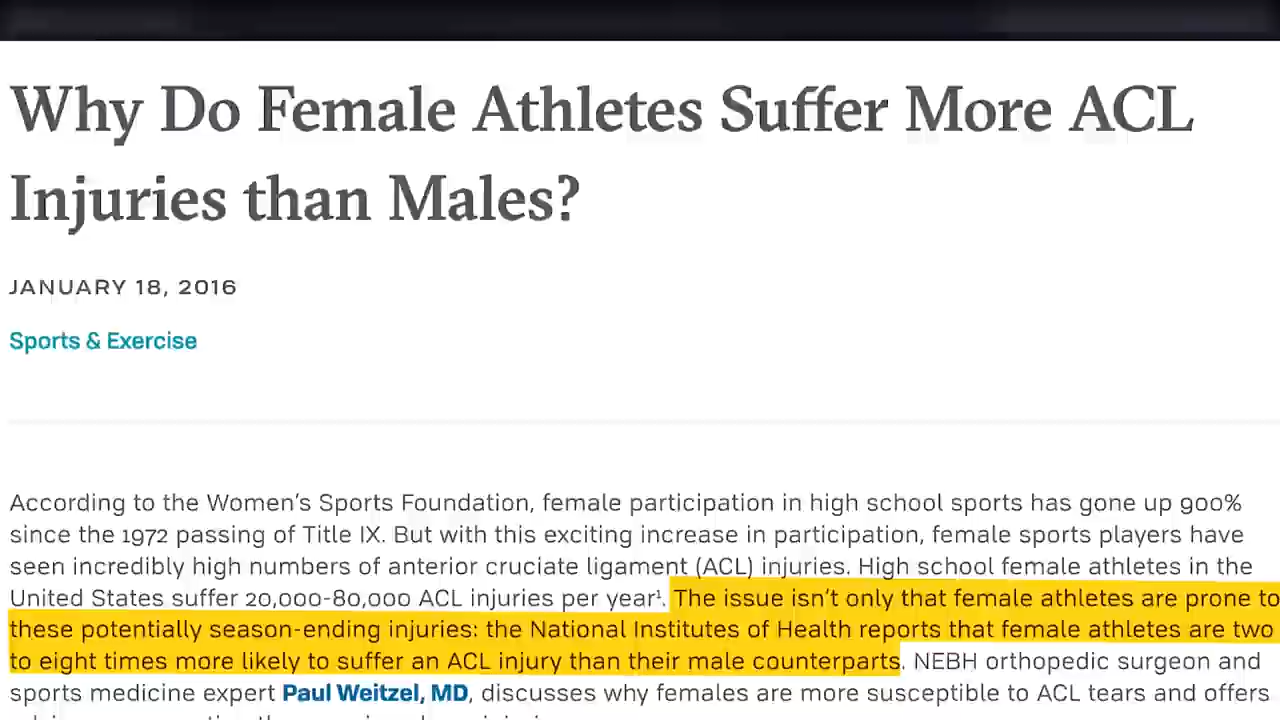 Why Do Female Athletes Suffer More ACL
Injuries than Males?
JANUARY 18, 2016
Sports & Exercise
According to the Women's Sports Foundation, female participation in high school sports has gone up 900%
since the 1972 passing of Title IX. But with this exciting increase in participation, female sports players have
seen incredibly high numbers of anterior cruciate ligament (ACL) injuries. High school female athletes in the
United States suffer 20,000-80,000 ACL injuries per year¹. The issue isn't only that female athletes are prone to
these potentially season-ending injuries: the National Institutes of Health reports that female athletes are two
to eight times more likely to suffer an ACL injury than their male counterparts. NEBH orthopedic surgeon and
sports medicine expert Paul Weitzel, MD, discusses why females are more susceptible to ACL tears and offers